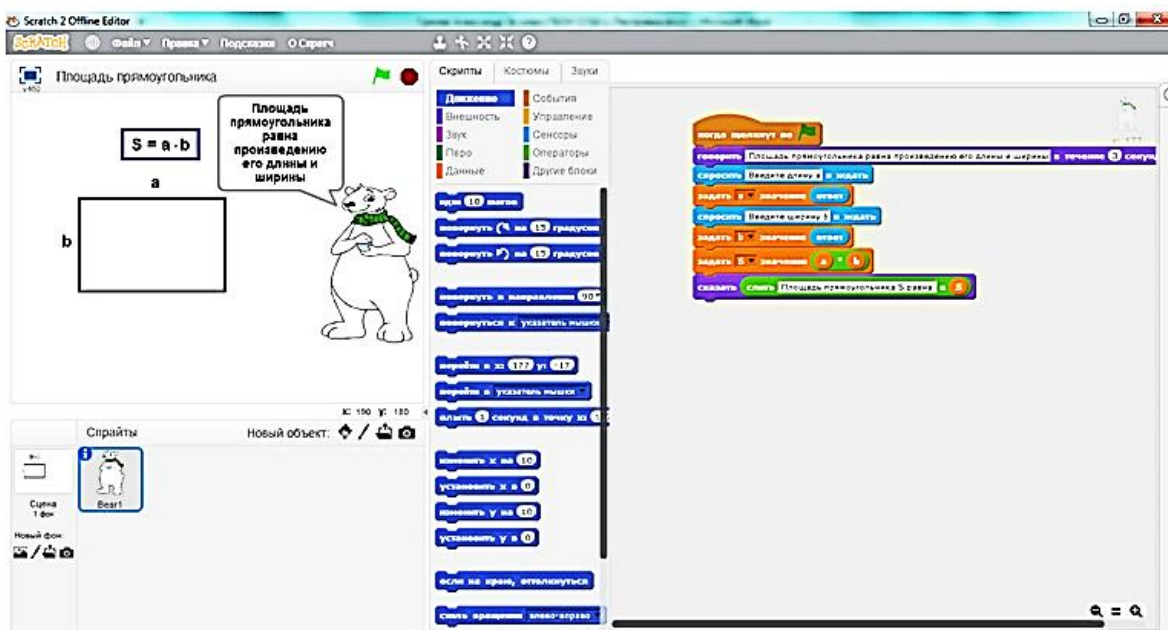 Scratch 2 Offline Editor
SCRATCH Файл Правка Подсказки О Скретч
Площадь прямоугольника
v460
S = a · b
a
b
Площадь
прямоугольника
равна
произведению
его длины и
ширины
X: 190 y: 180
Спрайты
Новый объект:
Сцена
1 фон
Bear1
Новый фон:
Скрипты Костюмы Звуки
Движение События
Внешность Управление
Звук Сенсоры
Перо Операторы
Данные Другие блоки
иди 10 шагов
повернуть на 15 градусов
повернуть на 15 градусов
повернуть в направлении 90
повернуться к указатель мышки
перейти в x: 177 y: -17
перейти в указатель мышки
плыть 1 секунд в точку x:
изменить x на 10
установить x в 0
изменить y на 10
установить y в 0
если на краю, оттолкнуться
стиль вращения влево-вправо
когда щелкнут по
говорить Площадь прямоугольника равна произведению его длины и ширины в течение 3 секунд
спросить Введите длину a и ждать
задать a значение ответ
спросить Введите ширину b и ждать
задать b значение ответ
задать S значение a * b
сказать слить Площадь прямоугольника S равна и S